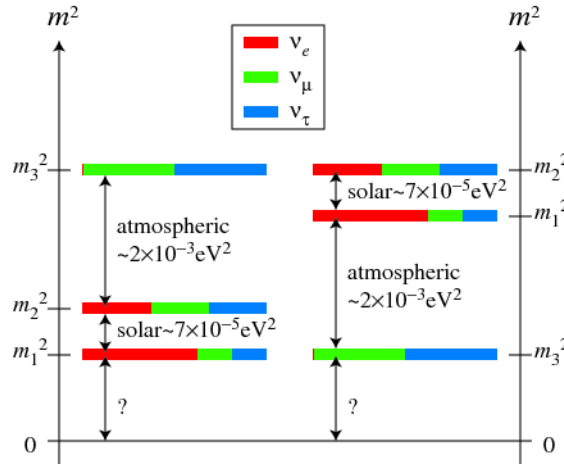 m² m²
νe
νμ
ντ
m₃² m₂²
solar~7×10⁻⁵eV²
m₁²
atmospheric
~2×10⁻³eV²
atmospheric
~2×10⁻³eV²
m₂²
solar~7×10⁻⁵eV²
m₁² m₃²
? ?
0 0